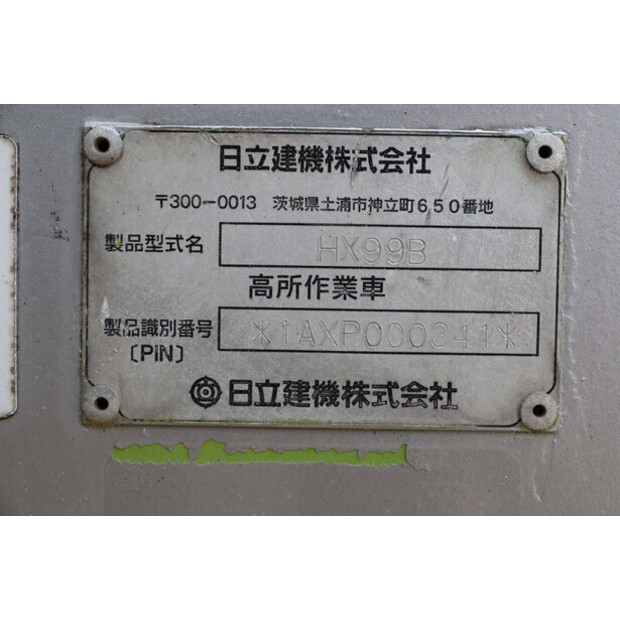 日立建機株式会社
〒300-0013 茨城県土浦市神立町650番地
製品型式名 HX99B
高所作業車
製品識別番号 *1AXP000341*
〔PIN〕
日立建機株式会社